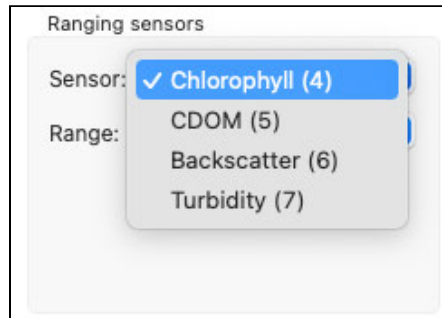 Ranging sensors
Sensor: ✓ Chlorophyll (4)
CDOM (5)
Range:
Backscatter (6)
Turbidity (7)